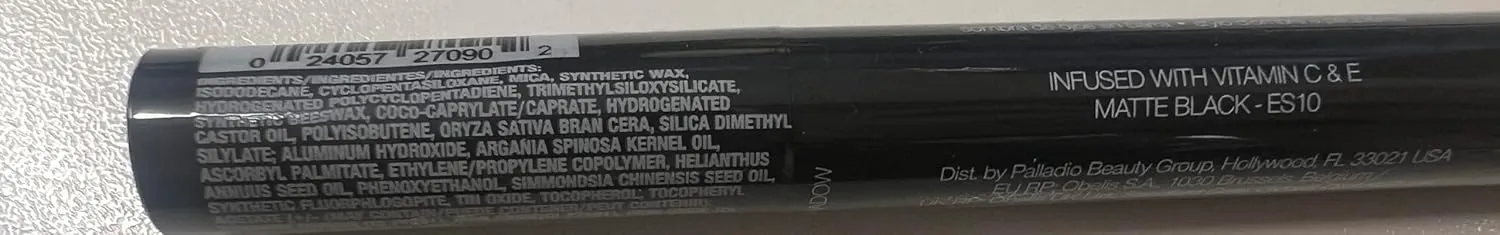 0 24057 27090 2
INGREDIENTS/INGREDIENTES/INGRÉDIENTS:
ISODODECANE, CYCLOPENTASILOXANE, MICA, SYNTHETIC WAX,
HYDROGENATED POLYCYCLOPENTADIENE, TRIMETHYLSILOXYSILICATE,
SYNTHETIC BEESWAX, COCO-CAPRYLATE/CAPRATE, HYDROGENATED
CASTOR OIL, POLYISOBUTENE, ORYZA SATIVA BRAN CERA, SILICA DIMETHYL
SILYLATE; ALUMINUM HYDROXIDE, ARGANIA SPINOSA KERNEL OIL,
ASCORBYL PALMITATE, ETHYLENE/PROPYLENE COPOLYMER, HELIANTHUS
ANNUUS SEED OIL, PHENOXYETHANOL, SIMMONDSIA CHINENSIS SEED OIL,
SYNTHETIC FLUORPHLOGOPITE, TIN OXIDE, TOCOPHEROL, TOCOPHERYL
ACETATE
INFUSED WITH VITAMIN C & E
MATTE BLACK - ES10
Dist. by Palladio Beauty Group, Hollywood, FL 33021 USA
EU RP: Obelis S.A., 1030 Brussels, Belgium /